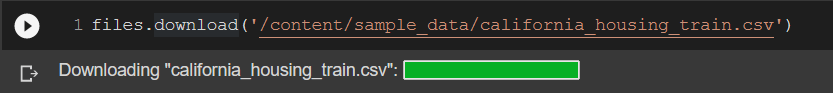 1 files.download('/content/sample_data/california_housing_train.csv')
Downloading "california_housing_train.csv":